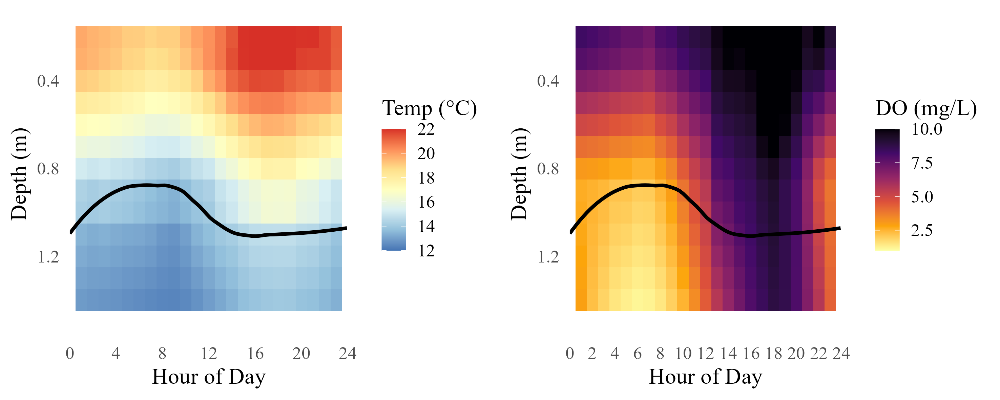 Depth (m)
0.4
0.8
1.2
0 4 8 12 16 20 24
Hour of Day
Temp (°C)
22
20
18
16
14
12
Depth (m)
0.4
0.8
1.2
0 2 4 6 8 10 12 14 16 18 20 22 24
Hour of Day
DO (mg/L)
10.0
7.5
5.0
2.5